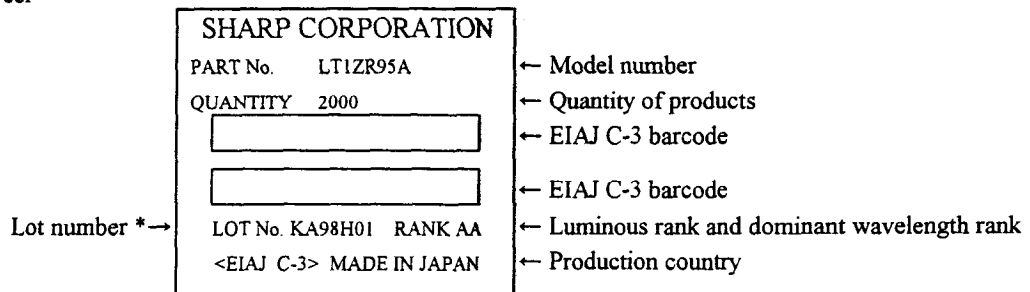 SHARP CORPORATION
PART No. LT1ZR95A ← Model number
QUANTITY 2000 ← Quantity of products
← EIAJ C-3 barcode
← EIAJ C-3 barcode
Lot number *→ LOT No. KA98H01 RANK AA ← Luminous rank and dominant wavelength rank
<EIAJ C-3> MADE IN JAPAN ← Production country